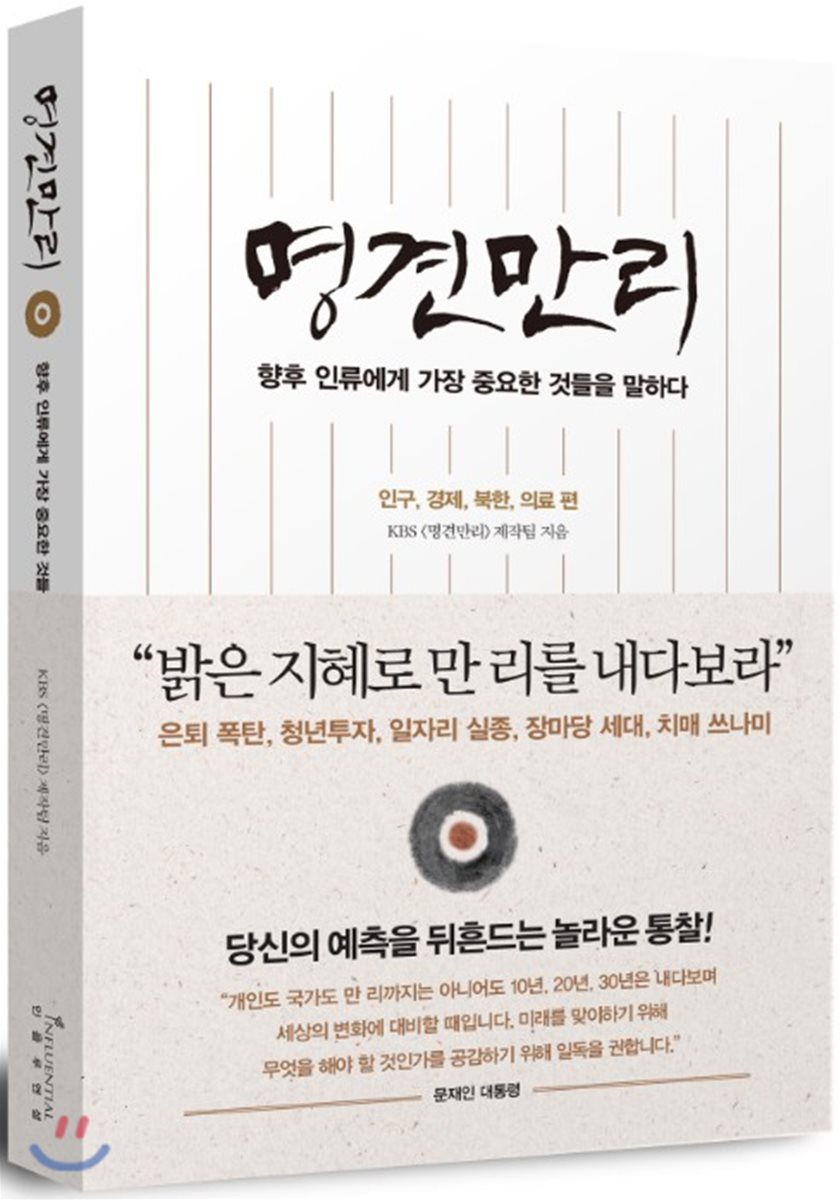 명견만리
향후 인류에게 가장 중요한 것들을 말하다
인구, 경제, 북한, 의료 편
KBS 〈명견만리〉 제작팀 지음
“밝은 지혜로 만 리를 내다보라”
은퇴 폭탄, 청년투자, 일자리 실종, 장마당 세대, 치매 쓰나미
당신의 예측을 뒤흔드는 놀라운 통찰!
“개인도 국가도 만 리까지는 아니어도 10년, 20년, 30년은 내다보며
세상의 변화에 대비할 때입니다. 미래를 맞이하기 위해
무엇을 해야 할 것인가를 공감하기 위해 일독을 권합니다.”
문재인 대통령
명견만리
향후 인류에게 가장 중요한 것들
KBS 〈명견만리〉 제작팀 지음
INFLUENTIAL
인플루엔셜